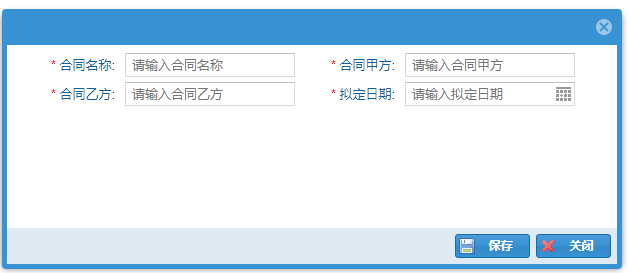 * 合同名称: 请输入合同名称 * 合同甲方: 请输入合同甲方
* 合同乙方: 请输入合同乙方 * 拟定日期: 请输入拟定日期
保存 关闭